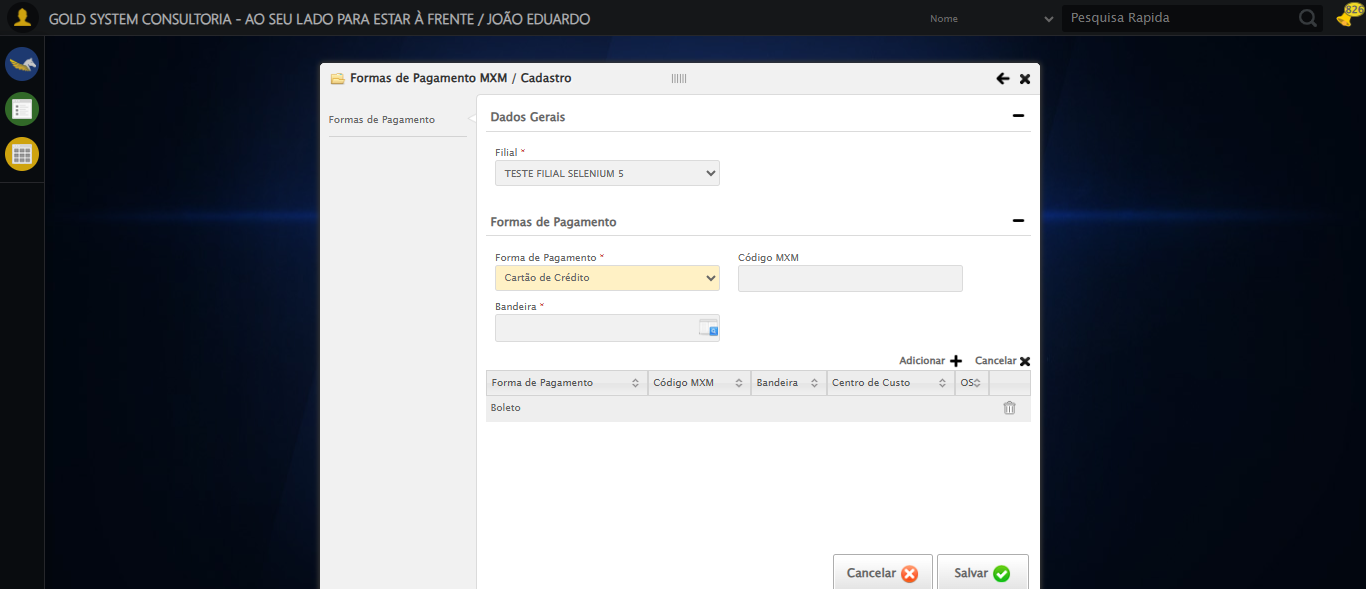 GOLD SYSTEM CONSULTORIA - AO SEU LADO PARA ESTAR À FRENTE / JOÃO EDUARDO
Nome
Pesquisa Rapida
826
Formas de Pagamento MXM / Cadastro
Formas de Pagamento
Dados Gerais
Filial *
TESTE FILIAL SELENIUM 5
Formas de Pagamento
Forma de Pagamento * Código MXM
Cartão de Crédito
Bandeira *
Adicionar Cancelar
Forma de Pagamento Código MXM Bandeira Centro de Custo OS
Boleto
Cancelar Salvar